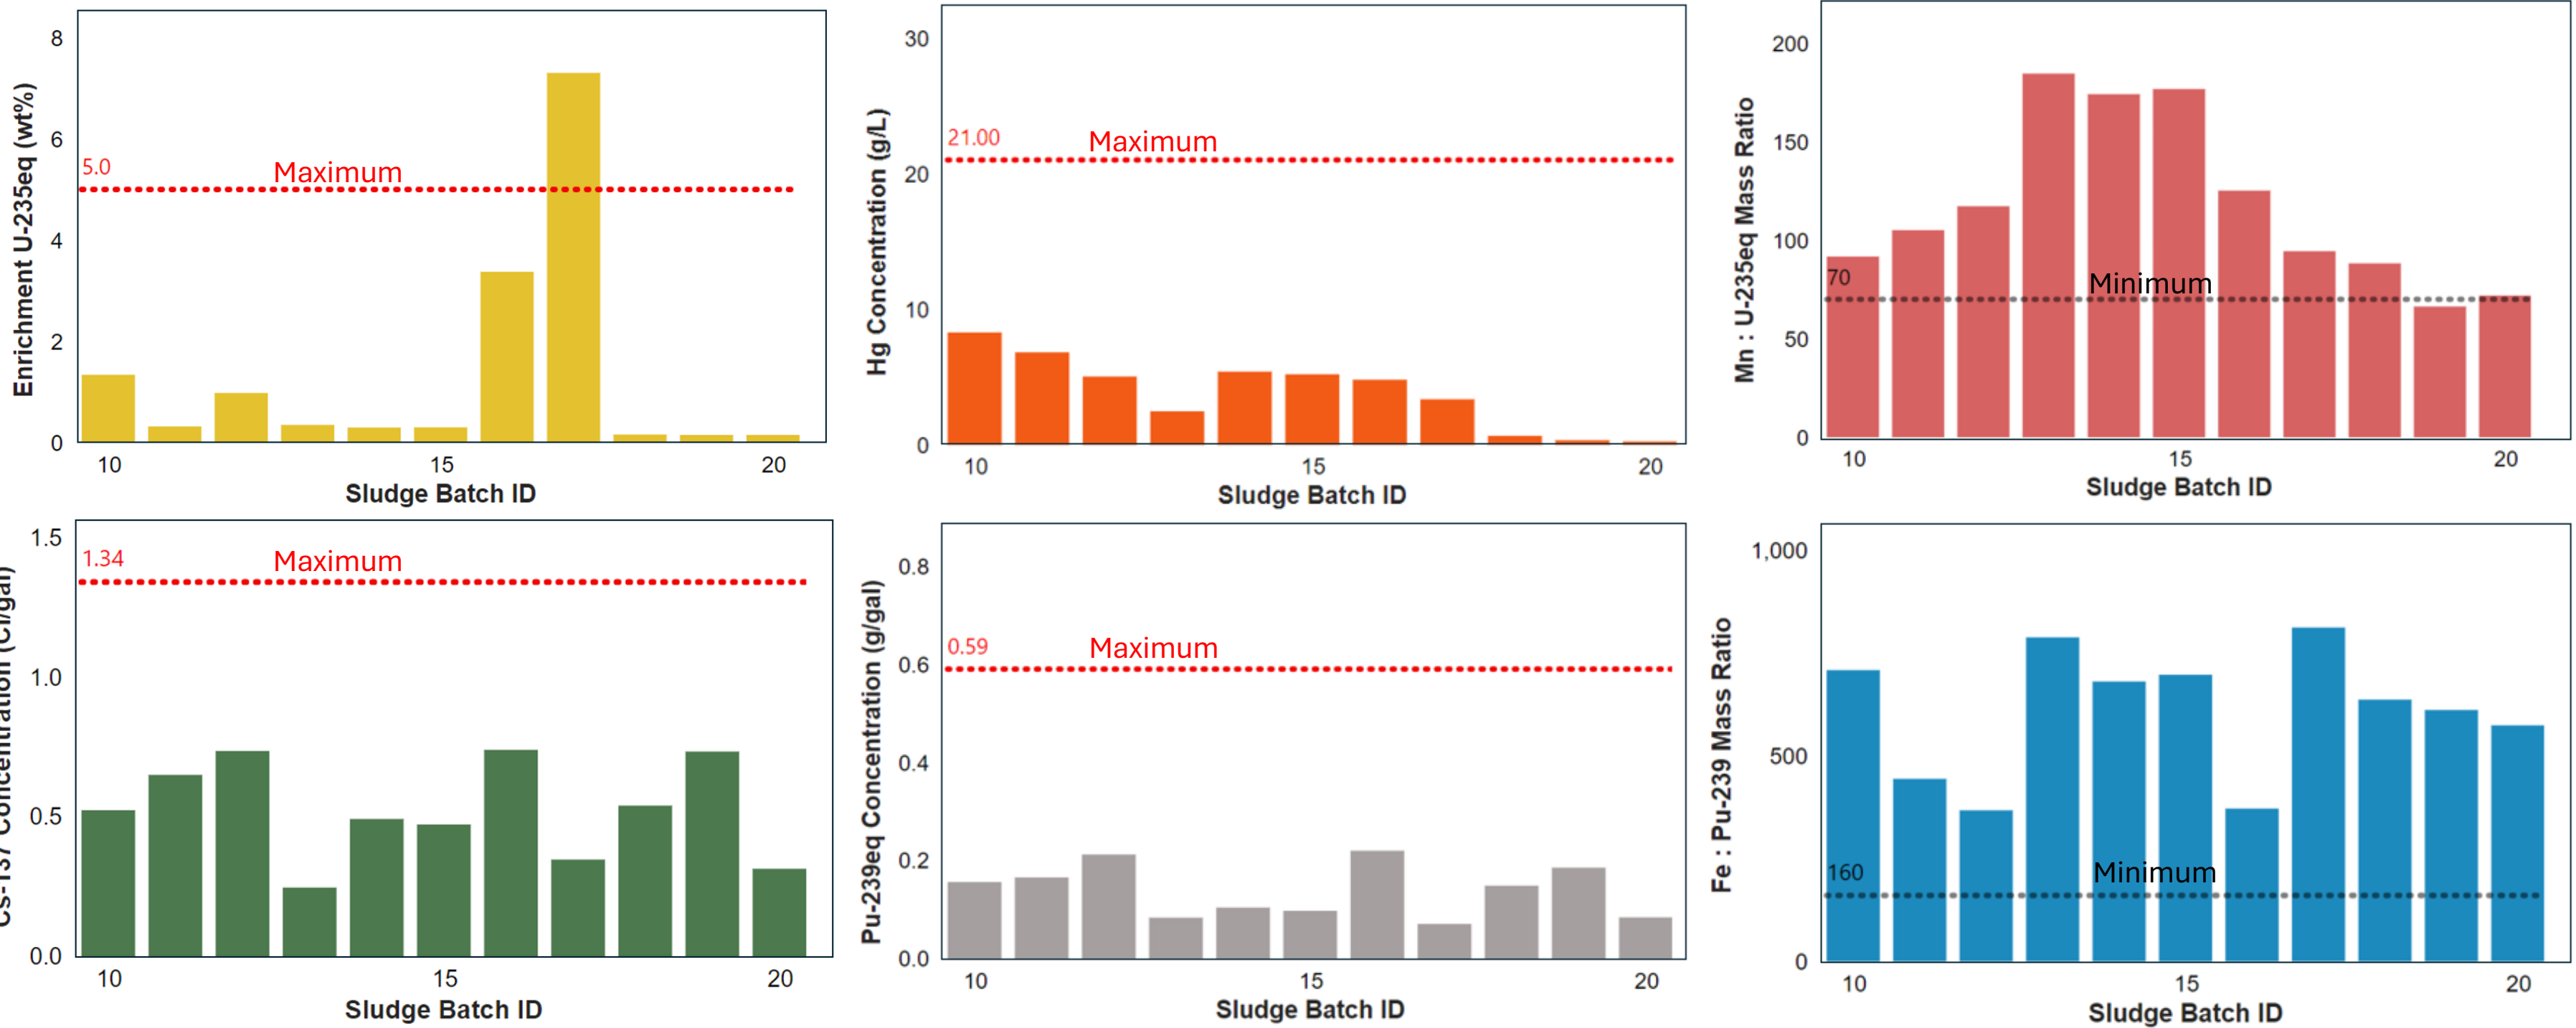 Enrichment U-235eq (wt%)
8
6
4
2
0
5.0
Maximum
10
15
20
Sludge Batch ID
Hg Concentration (g/L)
30
20
10
0
21.00
Maximum
10
15
20
Sludge Batch ID
Mn : U-235eq Mass Ratio
200
150
100
50
0
70
Minimum
10
15
20
Sludge Batch ID
Cs-137 Concentration (Ci/gal)
1.5
1.0
0.5
0.0
1.34
Maximum
10
15
20
Sludge Batch ID
Pu-239eq Concentration (g/gal)
0.8
0.6
0.4
0.2
0.0
0.59
Maximum
10
15
20
Sludge Batch ID
Fe : Pu-239 Mass Ratio
1,000
500
0
160
Minimum
10
15
20
Sludge Batch ID